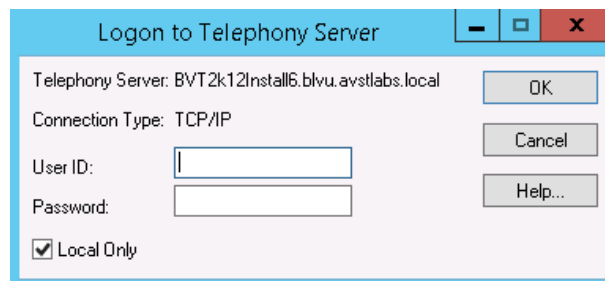 Logon to Telephony Server
Telephony Server: BVT2k12Install6.blvu.avstlabs.local
OK
Connection Type: TCP/IP
Cancel
User ID:
Help...
Password:
Local Only